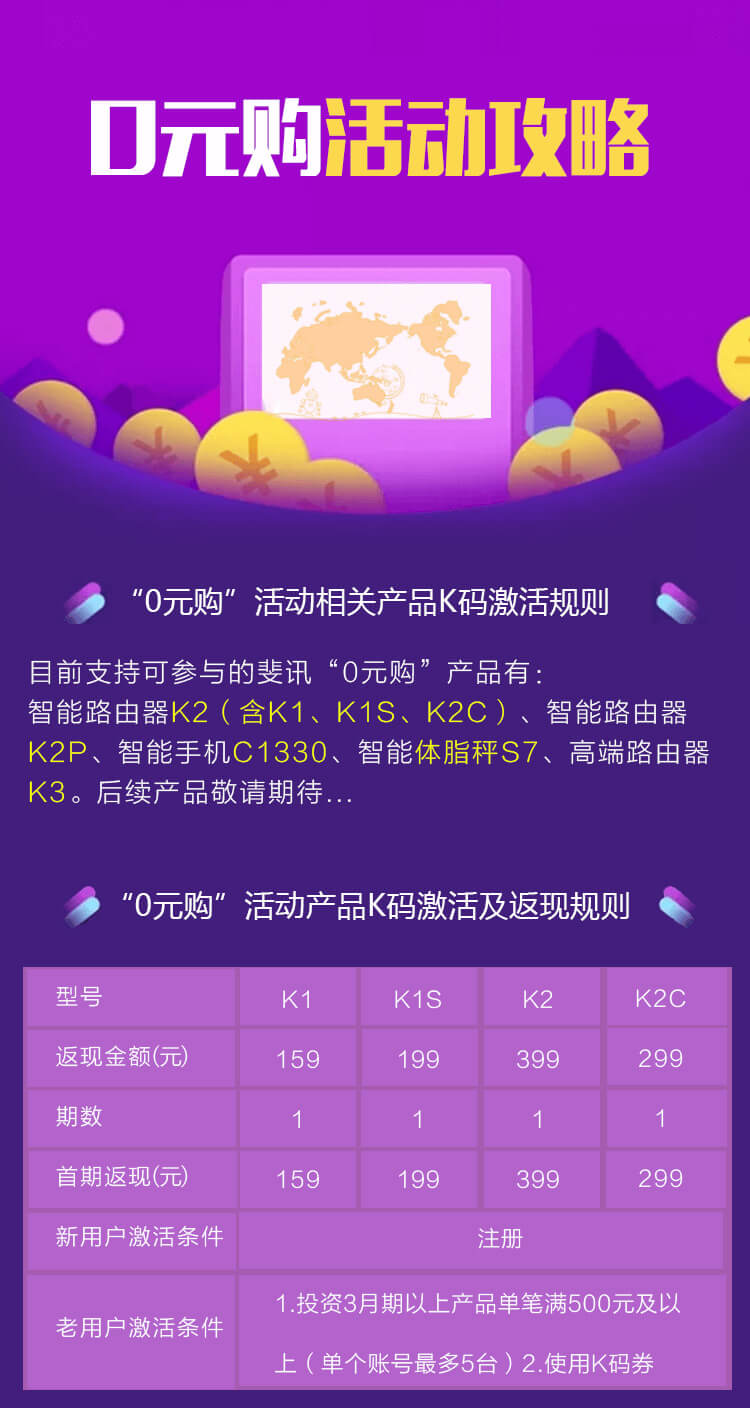 0元购活动攻略
“0元购”活动相关产品K码激活规则
目前支持可参与的斐讯“0元购”产品有：
智能路由器K2（含K1、K1S、K2C）、智能路由器
K2P、智能手机C1330、智能体脂秤S7、高端路由器
K3。后续产品敬请期待...
“0元购”活动产品K码激活及返现规则
型号 K1 K1S K2 K2C
返现金额(元) 159 199 399 299
期数 1 1 1 1
首期返现(元) 159 199 399 299
新用户激活条件 注册
老用户激活条件 1.投资3月期以上产品单笔满500元及以
上（单个账号最多5台）2.使用K码券